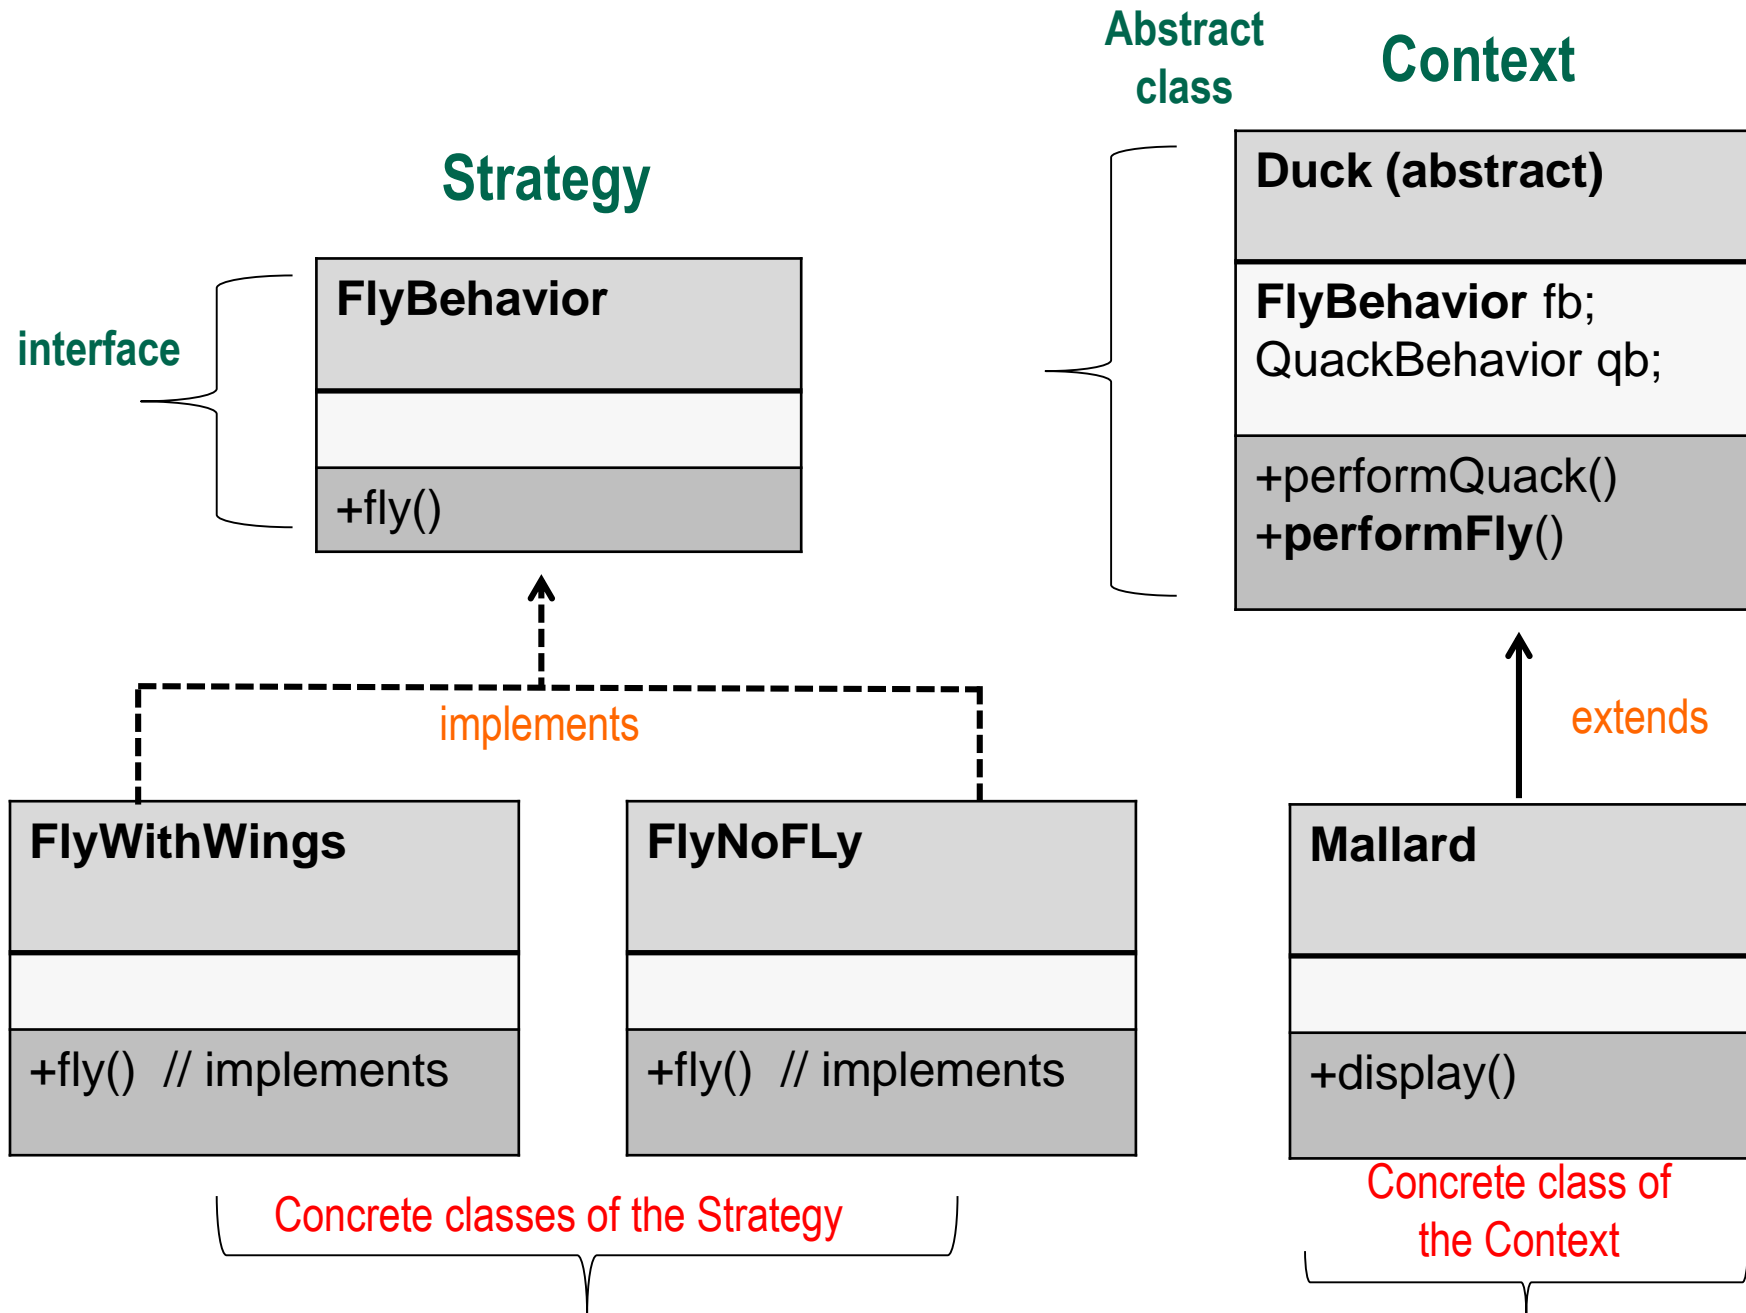 Abstract
class
Context
Strategy
Duck (abstract)
FlyBehavior
interface
FlyBehavior fb;
QuackBehavior qb;
+fly()
+performQuack()
+performFly()
implements
extends
FlyWithWings
FlyNoFLy
Mallard
+fly()  // implements
+fly()  // implements
+display()
Concrete classes of the Strategy
Concrete class of
the Context